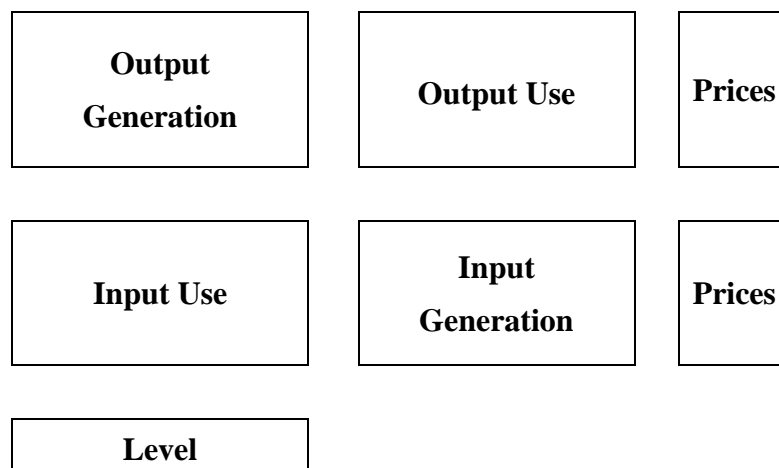 Output
Generation
Output Use
Prices
Input Use
Input
Generation
Prices
Level